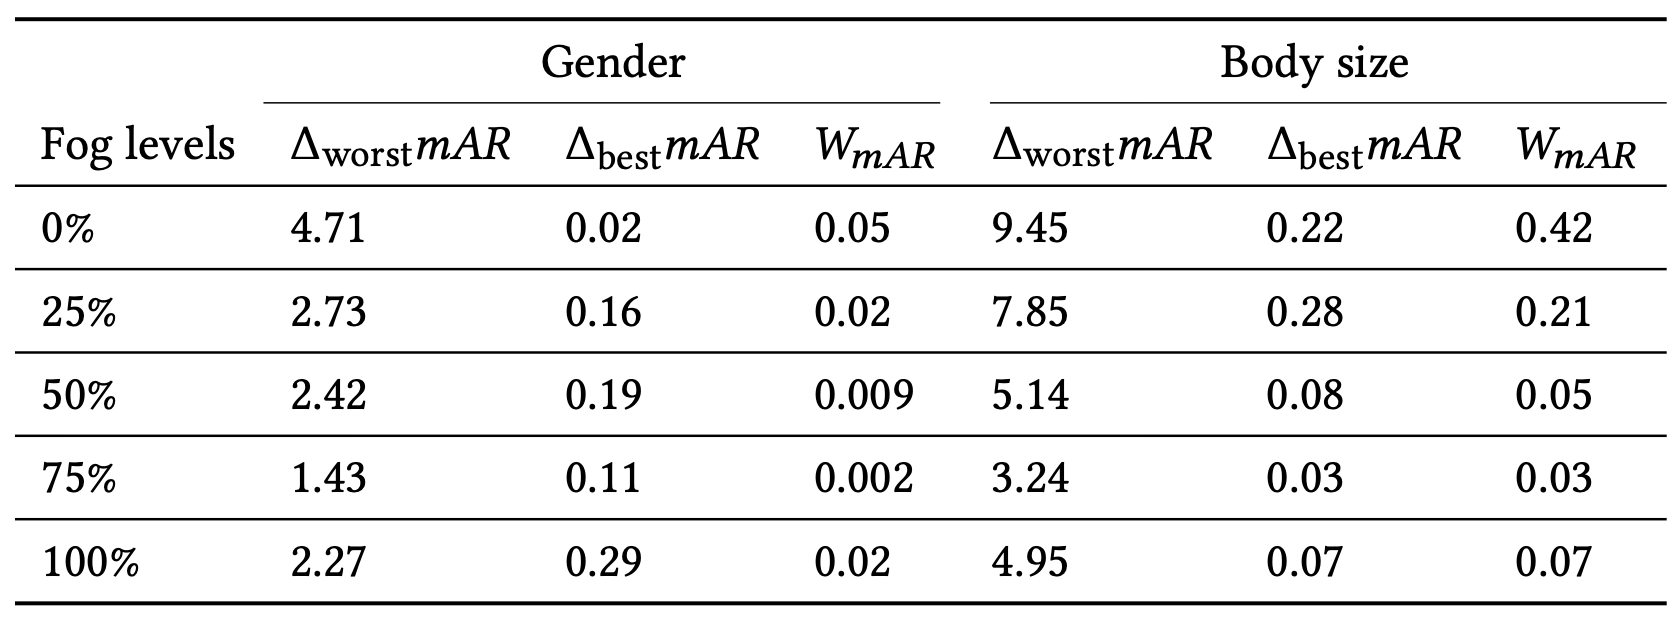 Gender Body size
Fog levels Δworst mAR Δbest mAR WmAR Δworst mAR Δbest mAR WmAR
0% 4.71 0.02 0.05 9.45 0.22 0.42
25% 2.73 0.16 0.02 7.85 0.28 0.21
50% 2.42 0.19 0.009 5.14 0.08 0.05
75% 1.43 0.11 0.002 3.24 0.03 0.03
100% 2.27 0.29 0.02 4.95 0.07 0.07